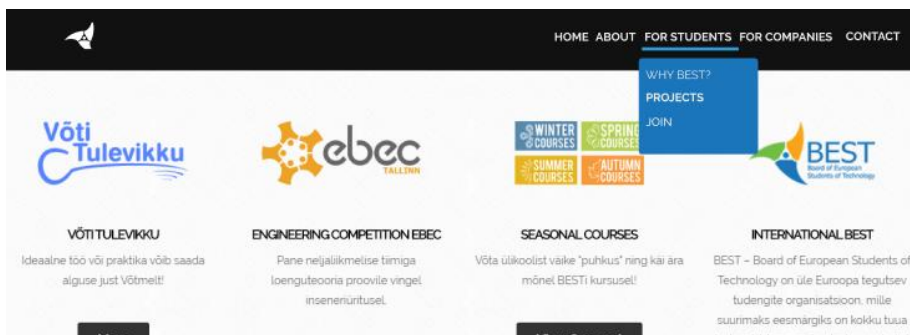 HOME ABOUT FOR STUDENTS FOR COMPANIES CONTACT
WHY BEST?
PROJECTS
JOIN
Võti
Tulevikku
ebec
TALLINN
WINTER
COURSES
SPRING
COURSES
SUMMER
COURSES
AUTUMN
COURSES
BEST
Board of European
Students of Technology
VÕTI TULEVIKKU
Ideaalne töö või praktika võib saada
alguse just Võtmelt!
ENGINEERING COMPETITION EBEC
Pane neljaliikmelise tiimiga
loenguteooria proovile vingel
inseneriüritusel.
SEASONAL COURSES
Võta ülikoolist väike "puhkus" ning käi ära
mõnel BESTi kursusel!
INTERNATIONAL BEST
BEST – Board of European Students of
Technology on üle Euroopa tegutsev
tudengite organisatsioon, mille
suurimaks eesmärgiks on kokku tuua